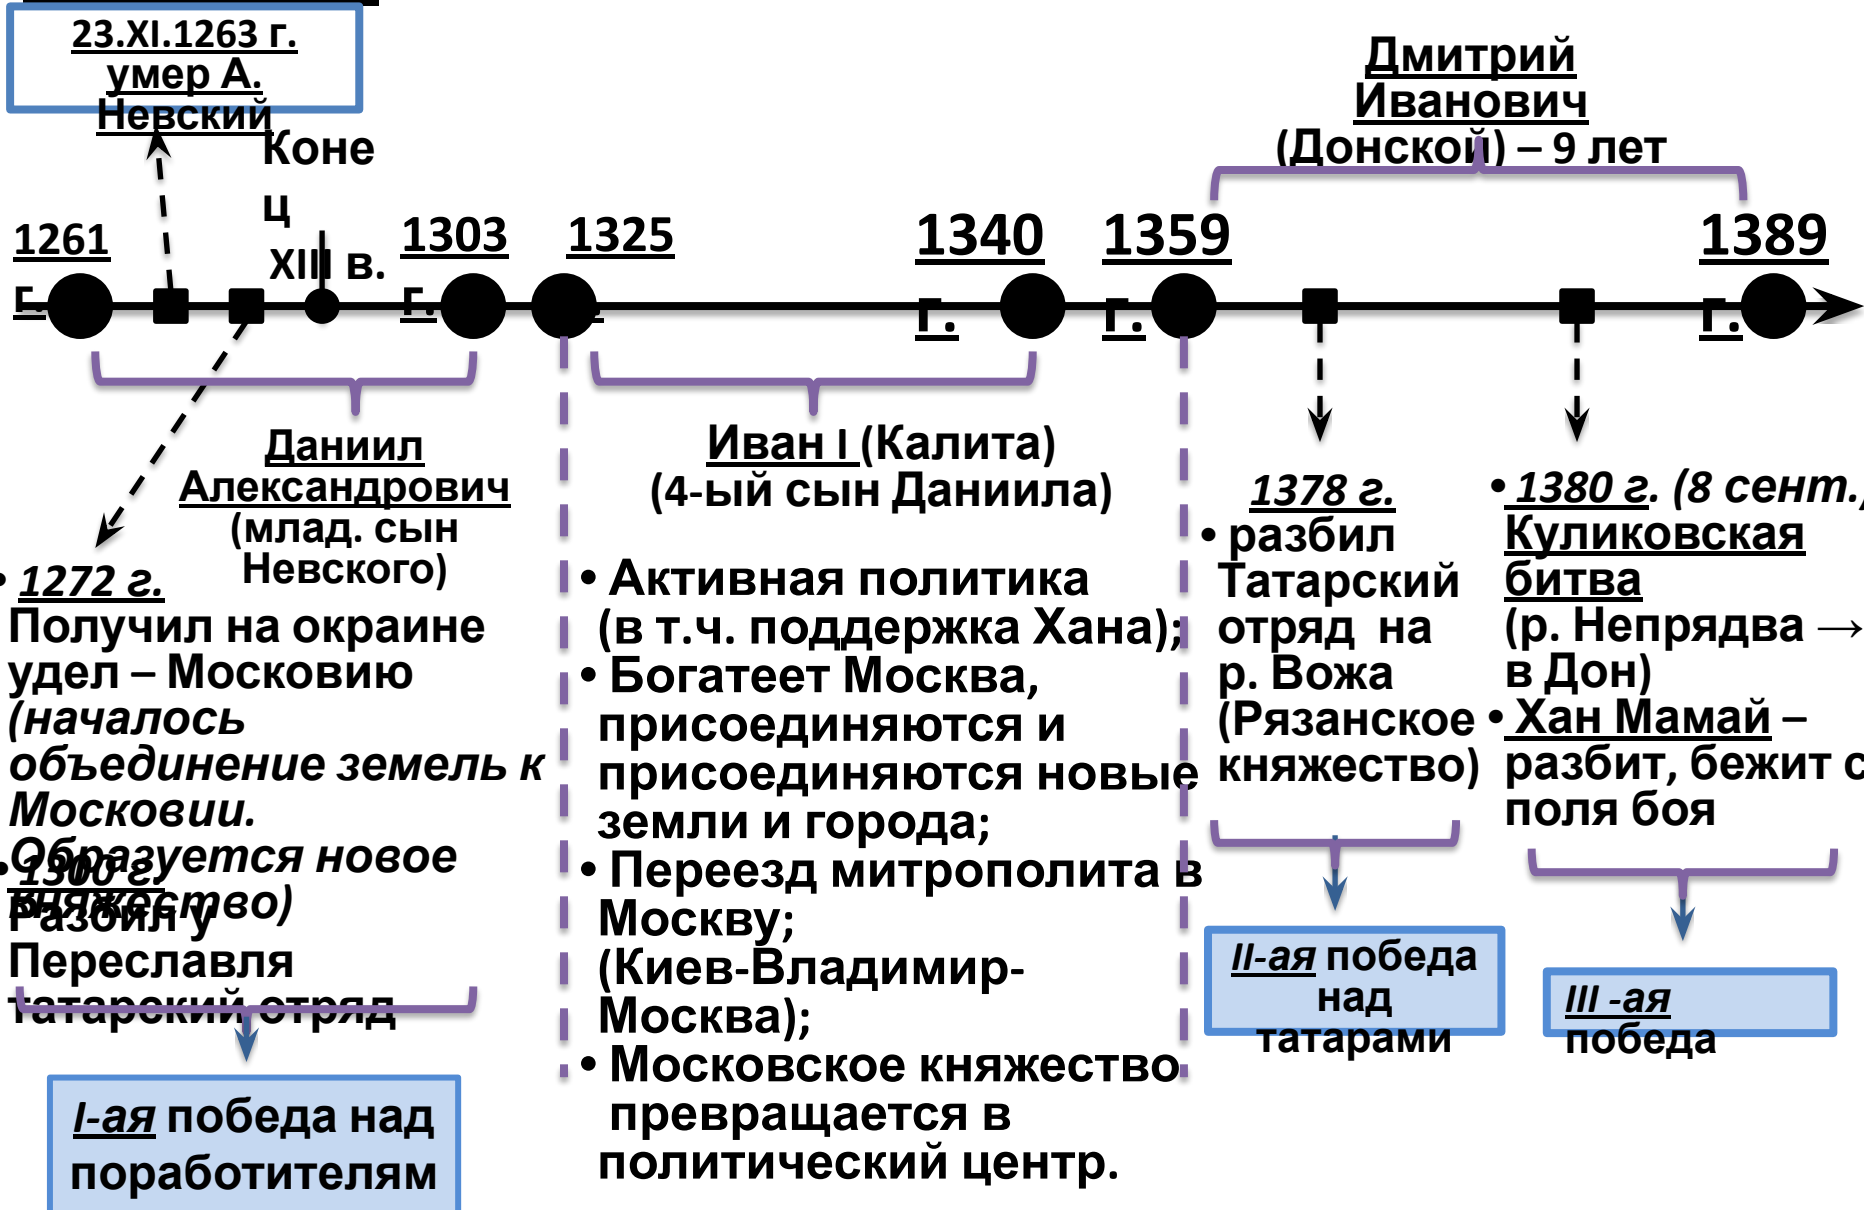 23.XI.1263 г.
умер А.
Невский
Коне
ц
XIII в.
Дмитрий
Иванович
(Донской) – 9 лет
1261
г.
1303
г.
1325
1340
г.
1359
г.
1389
г.
Даниил
Александрович
(млад. сын
Невского)
• 1272 г.
Получил на окраине
удел – Московию
(началось
объединение земель к
Московии.
Образуется новое
княжество)
• 1300 г.
Разбил у
Переславля
татарский отряд
I-ая победа над
поработителям
Иван I (Калита)
(4-ый сын Даниила)
• Активная политика
(в т.ч. поддержка Хана);
• Богатеет Москва,
присоединяются и
присоединяются новые
земли и города;
• Переезд митрополита в
Москву;
(Киев-Владимир-
Москва);
• Московское княжество
превращается в
политический центр.
1378 г.
• разбил
Татарский
отряд на
р. Вожа
(Рязанское
княжество)
II-ая победа
над
татарами
• 1380 г. (8 сент.)
Куликовская
битва
(р. Непрядва →
в Дон)
• Хан Мамай –
разбит, бежит с
поля боя
III -ая
победа